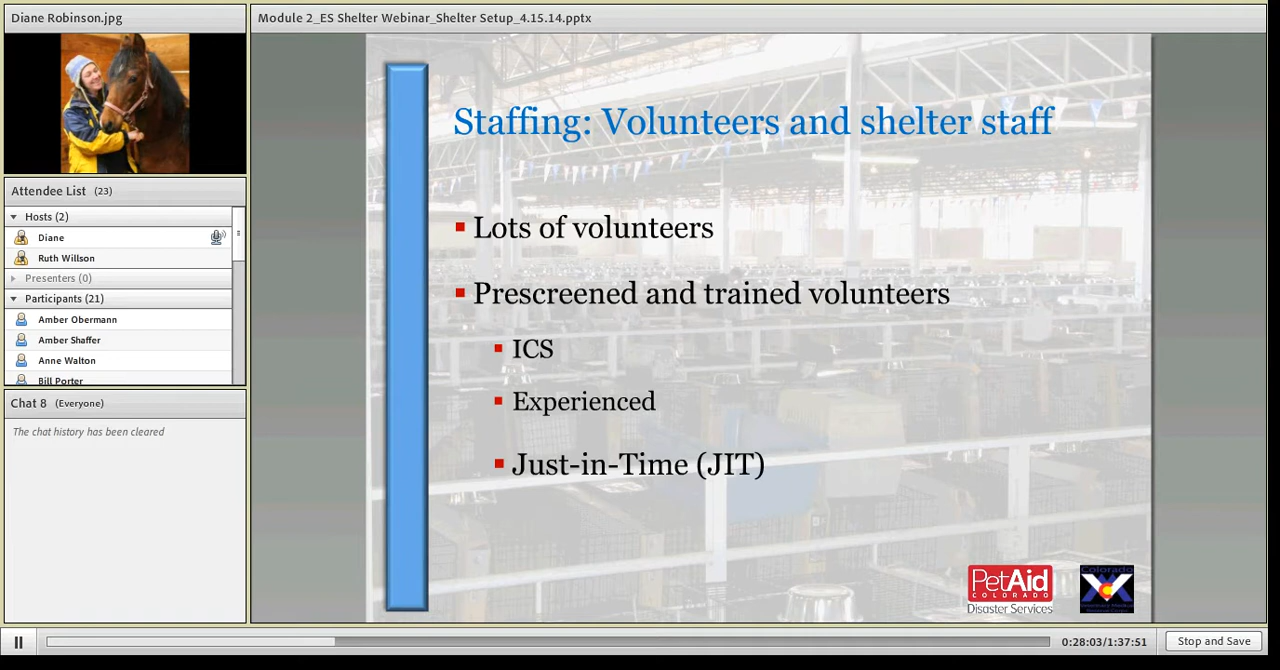 Diane Robinson.jpg
Module 2_ES Shelter Webinar_Shelter Setup_4.15.14.pptx
Attendee List (23)
Hosts (2)
Diane
Ruth Willson
Presenters (0)
Participants (21)
Amber Obermann
Amber Shaffer
Anne Walton
Bill Porter
Chat 8 (Everyone)
The chat history has been cleared
Staffing: Volunteers and shelter staff
Lots of volunteers
Prescreened and trained volunteers
ICS
Experienced
Just-in-Time (JIT)
PetAid
COLORADO
Disaster Services
Colorado
0:28:03/1:37:51
Stop and Save